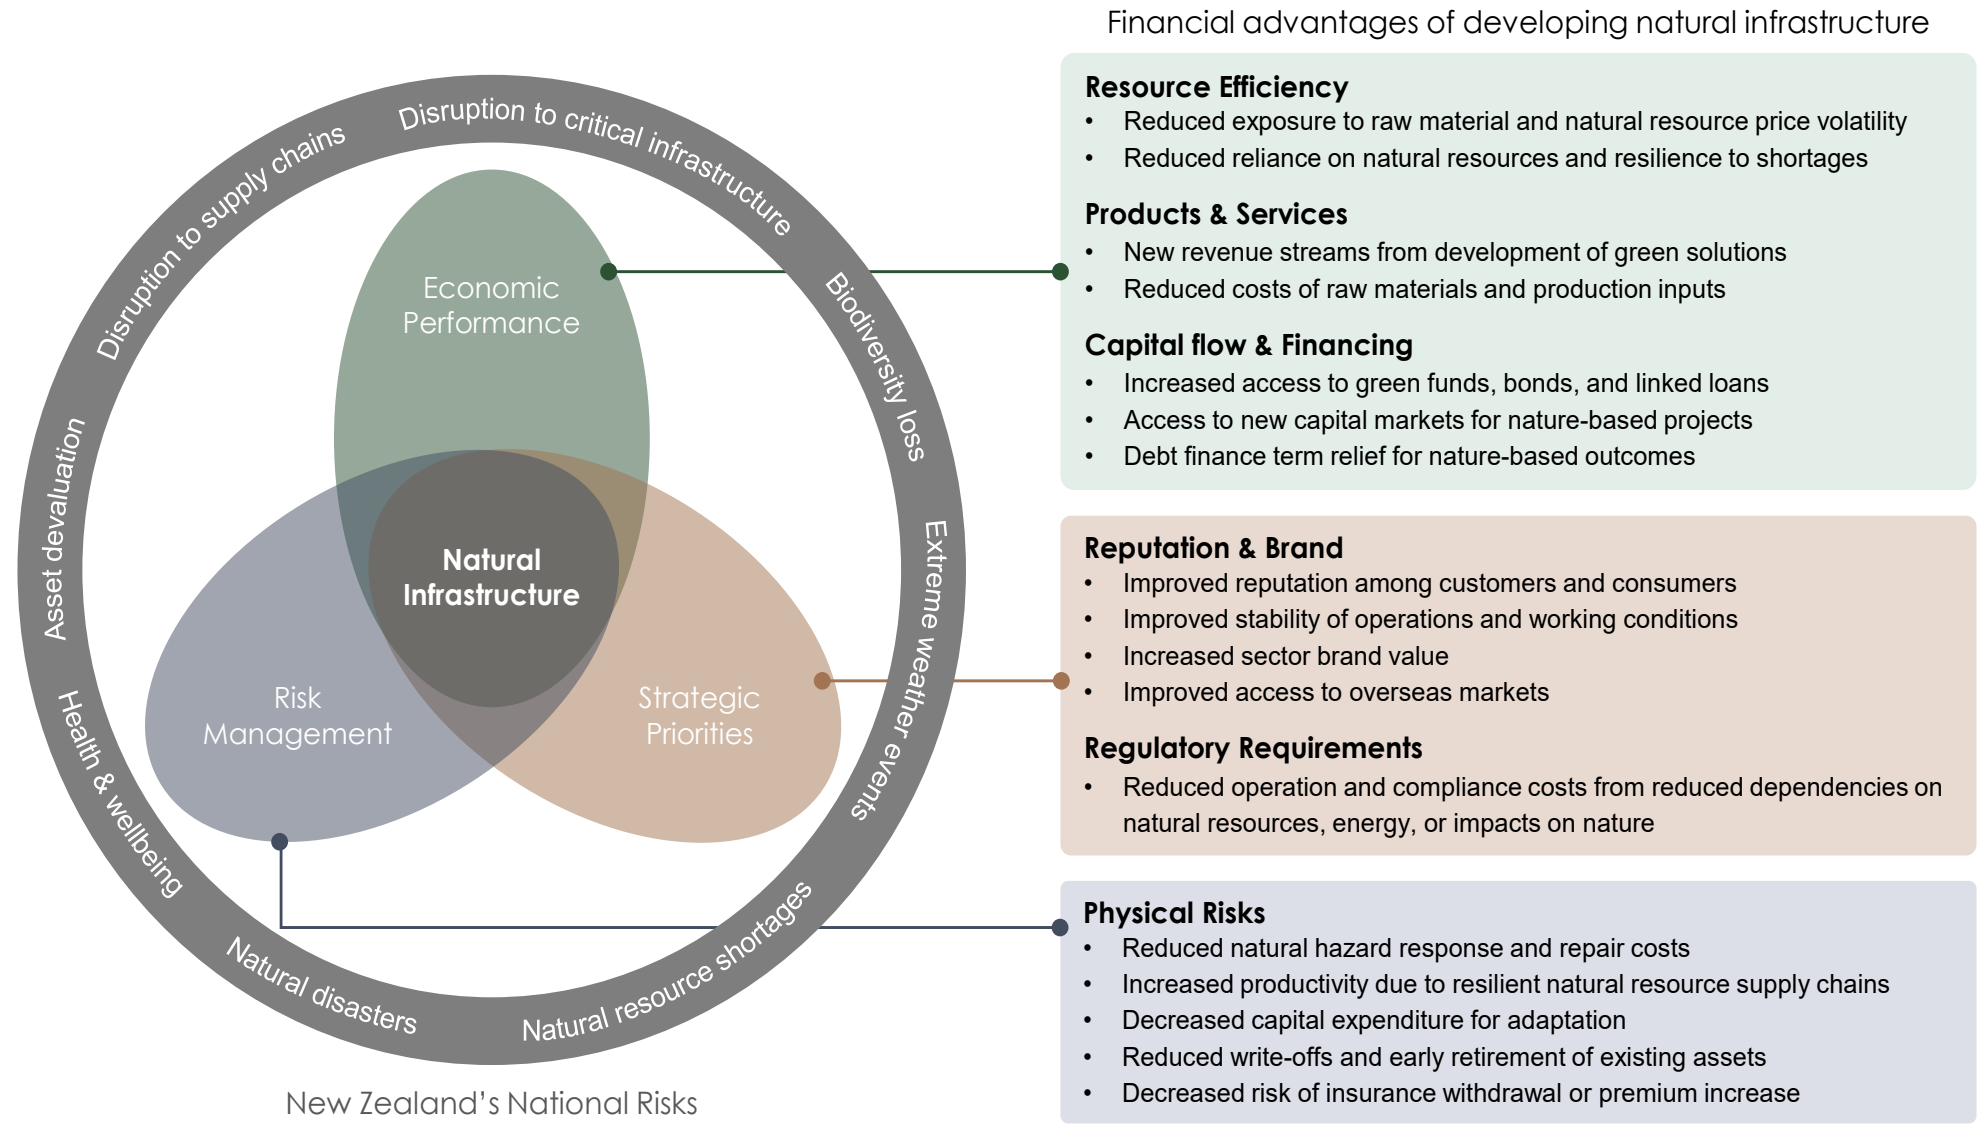 Financial advantages of developing natural infrastructure
Disruption to critical infrastructure
Biodiversity loss
Extreme weather events
Natural resource shortages
Natural disasters
Health & wellbeing
Asset devaluation
Disruption to supply chains
Economic
Performance
Natural
Infrastructure
Risk
Management
Strategic
Priorities
New Zealand’s National Risks
Resource Efficiency
• Reduced exposure to raw material and natural resource price volatility
• Reduced reliance on natural resources and resilience to shortages
Products & Services
• New revenue streams from development of green solutions
• Reduced costs of raw materials and production inputs
Capital flow & Financing
• Increased access to green funds, bonds, and linked loans
• Access to new capital markets for nature-based projects
• Debt finance term relief for nature-based outcomes
Reputation & Brand
• Improved reputation among customers and consumers
• Improved stability of operations and working conditions
• Increased sector brand value
• Improved access to overseas markets
Regulatory Requirements
• Reduced operation and compliance costs from reduced dependencies on
natural resources, energy, or impacts on nature
Physical Risks
• Reduced natural hazard response and repair costs
• Increased productivity due to resilient natural resource supply chains
• Decreased capital expenditure for adaptation
• Reduced write-offs and early retirement of existing assets
• Decreased risk of insurance withdrawal or premium increase